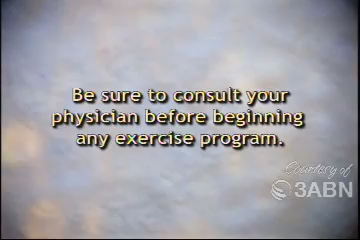 Be sure to consult your
physician before beginning
any exercise program.
Courtesy of
3ABN